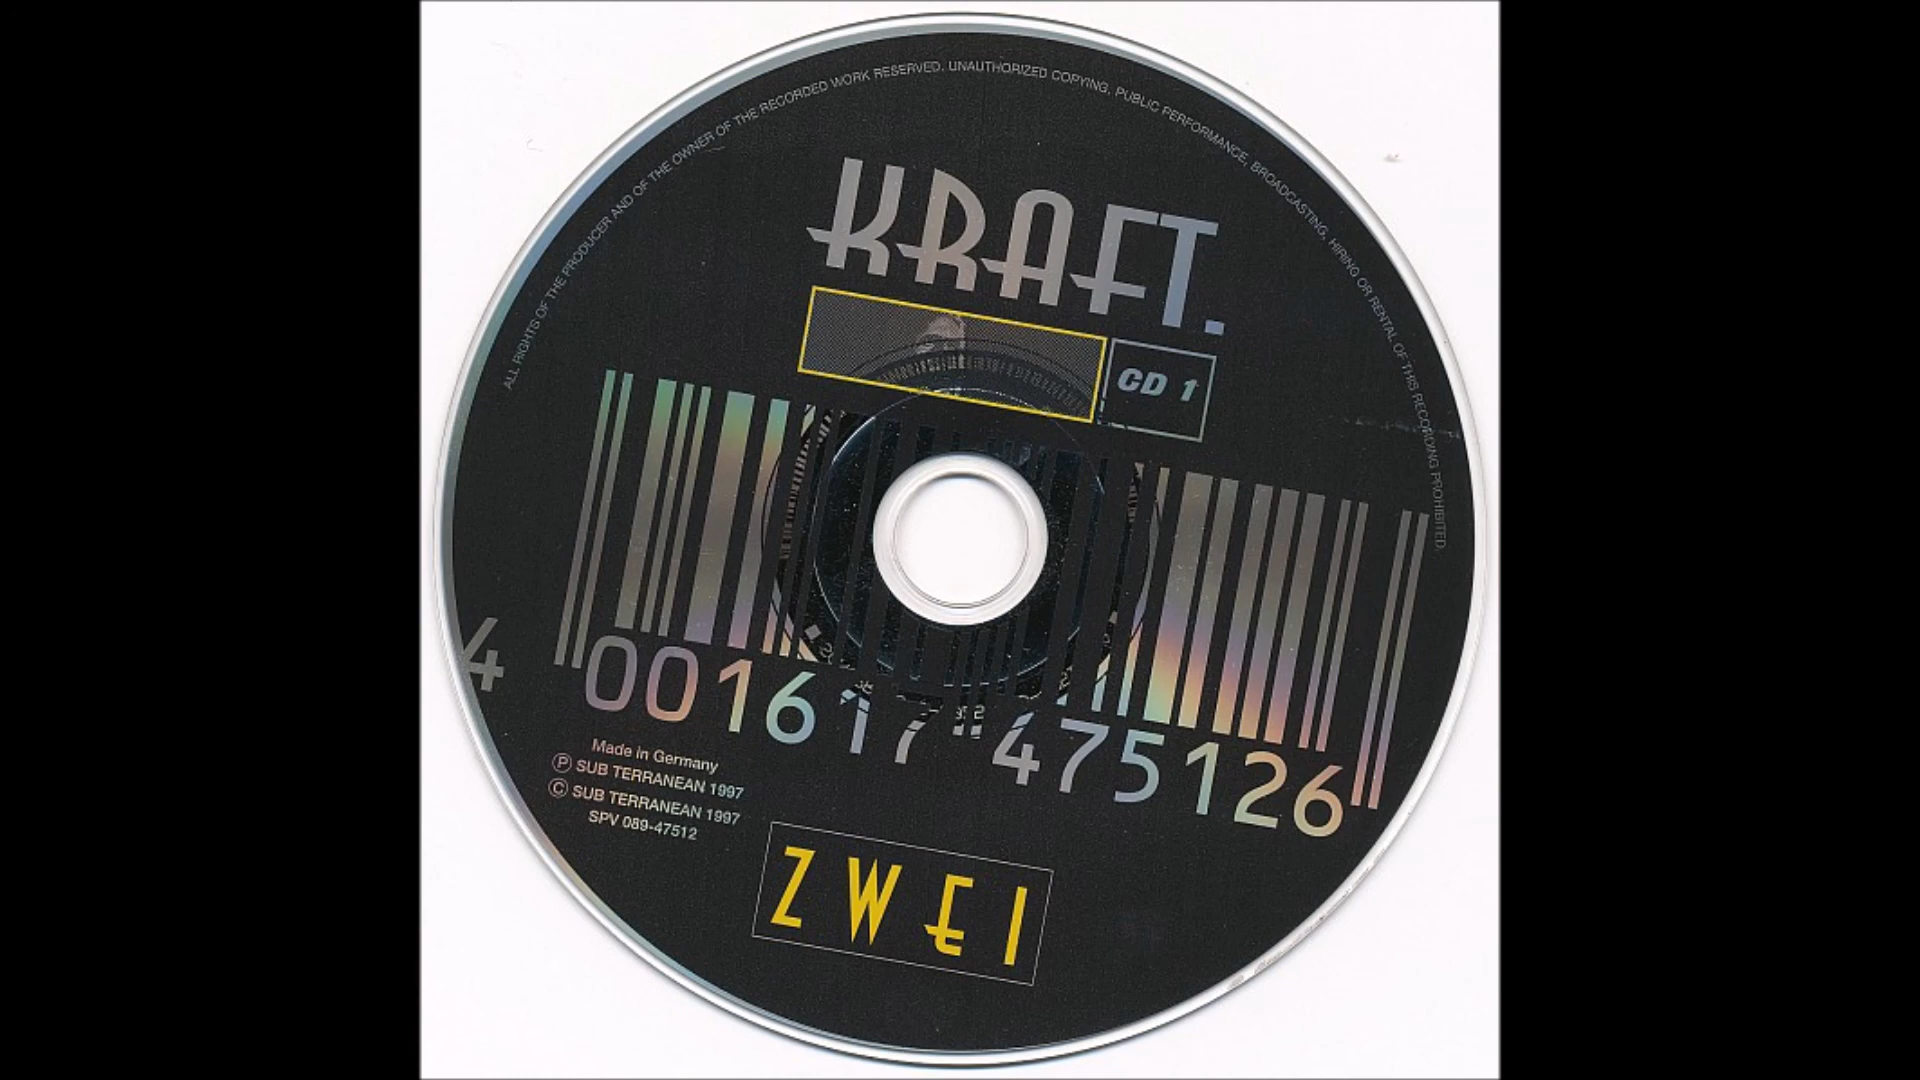 ALL RIGHTS OF THE PRODUCER AND OF THE OWNER OF THE RECORDED WORK RESERVED. UNAUTHORIZED COPYING, PUBLIC PERFORMANCE, BROADCASTING, HIRING OR RENTAL OF THIS RECORDING PROHIBITED.
KRAFT.
CD 1
4 001617 475126
Made in Germany
Ⓟ SUB TERRANEAN 1997
© SUB TERRANEAN 1997
SPV 089-47512
ZWEI